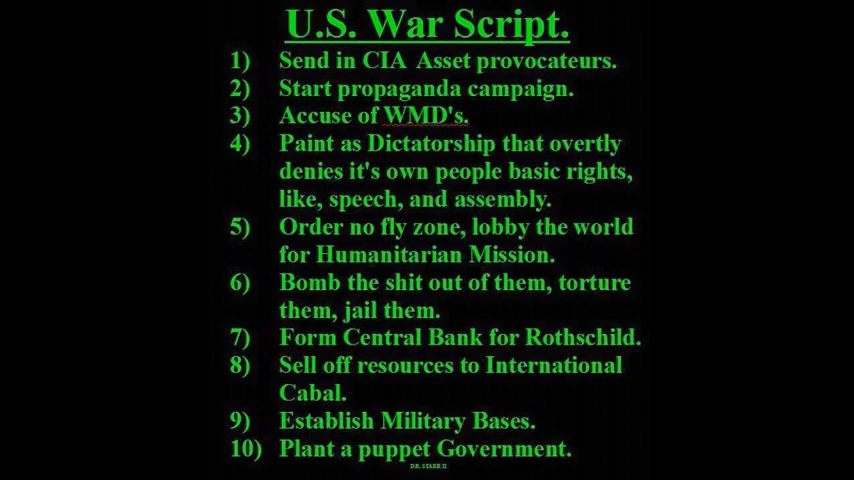 U.S. War Script.
1) Send in CIA Asset provocateurs.
2) Start propaganda campaign.
3) Accuse of WMD's.
4) Paint as Dictatorship that overtly
denies it's own people basic rights,
like, speech, and assembly.
5) Order no fly zone, lobby the world
for Humanitarian Mission.
6) Bomb the shit out of them, torture
them, jail them.
7) Form Central Bank for Rothschild.
8) Sell off resources to International
Cabal.
9) Establish Military Bases.
10) Plant a puppet Government.